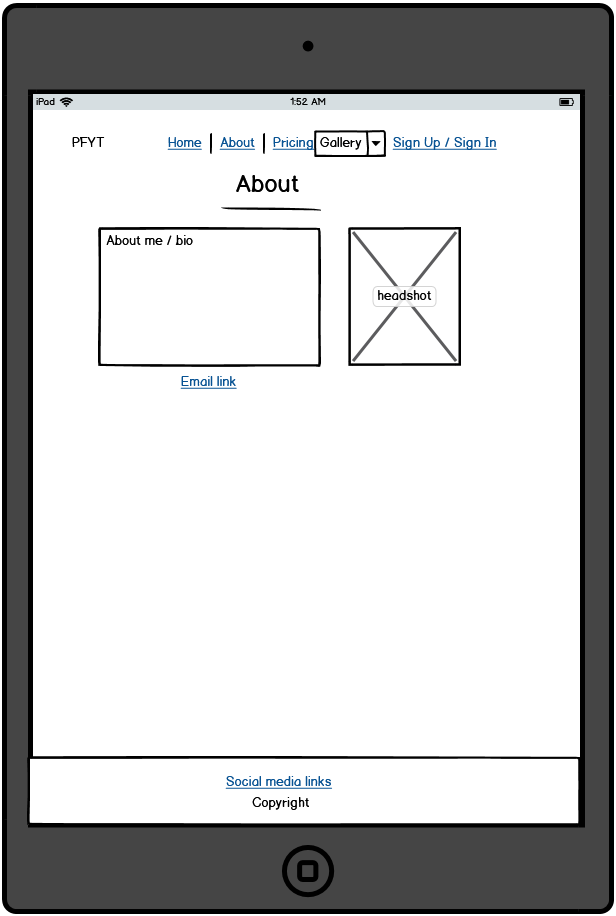 iPad 1:52 AM
PFYT Home About Pricing Gallery Sign Up / Sign In
About
About me / bio
headshot
Email link
Social media links
Copyright